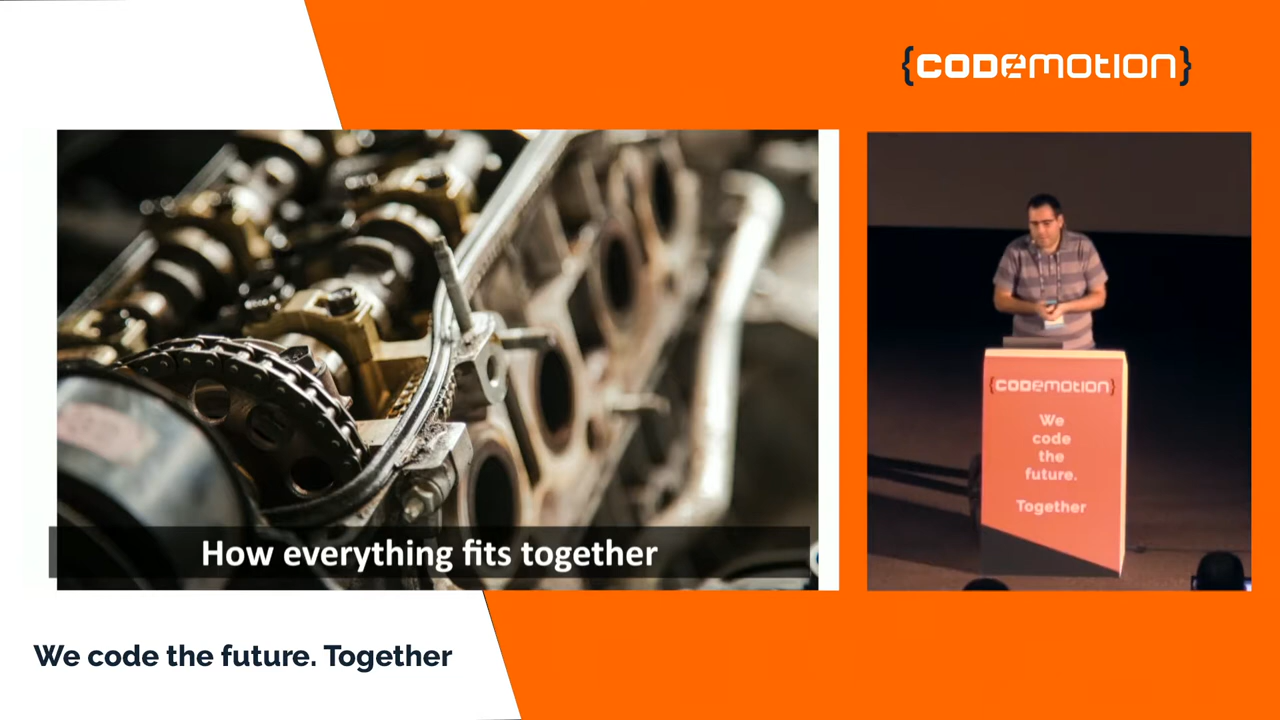 {CODEMOTION}
How everything fits together
{CODEMOTION}
We
code
the
future.
Together
We code the future. Together